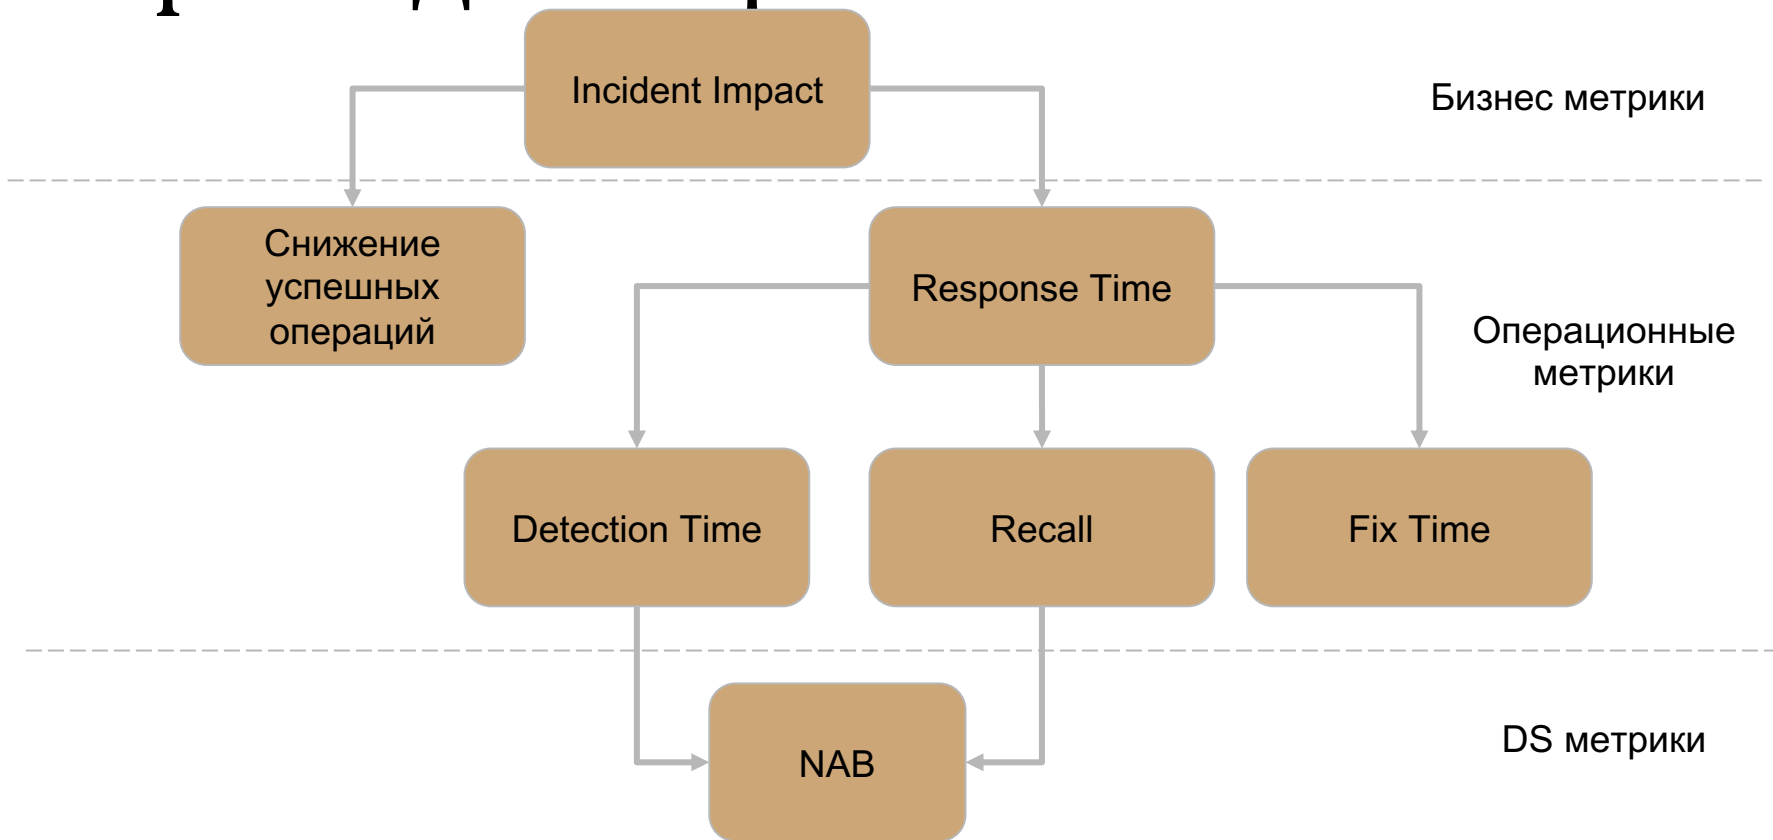 Incident Impact
Бизнес метрики
Снижение
успешных
операций
Response Time
Операционные
метрики
Detection Time
Recall
Fix Time
NAB
DS метрики